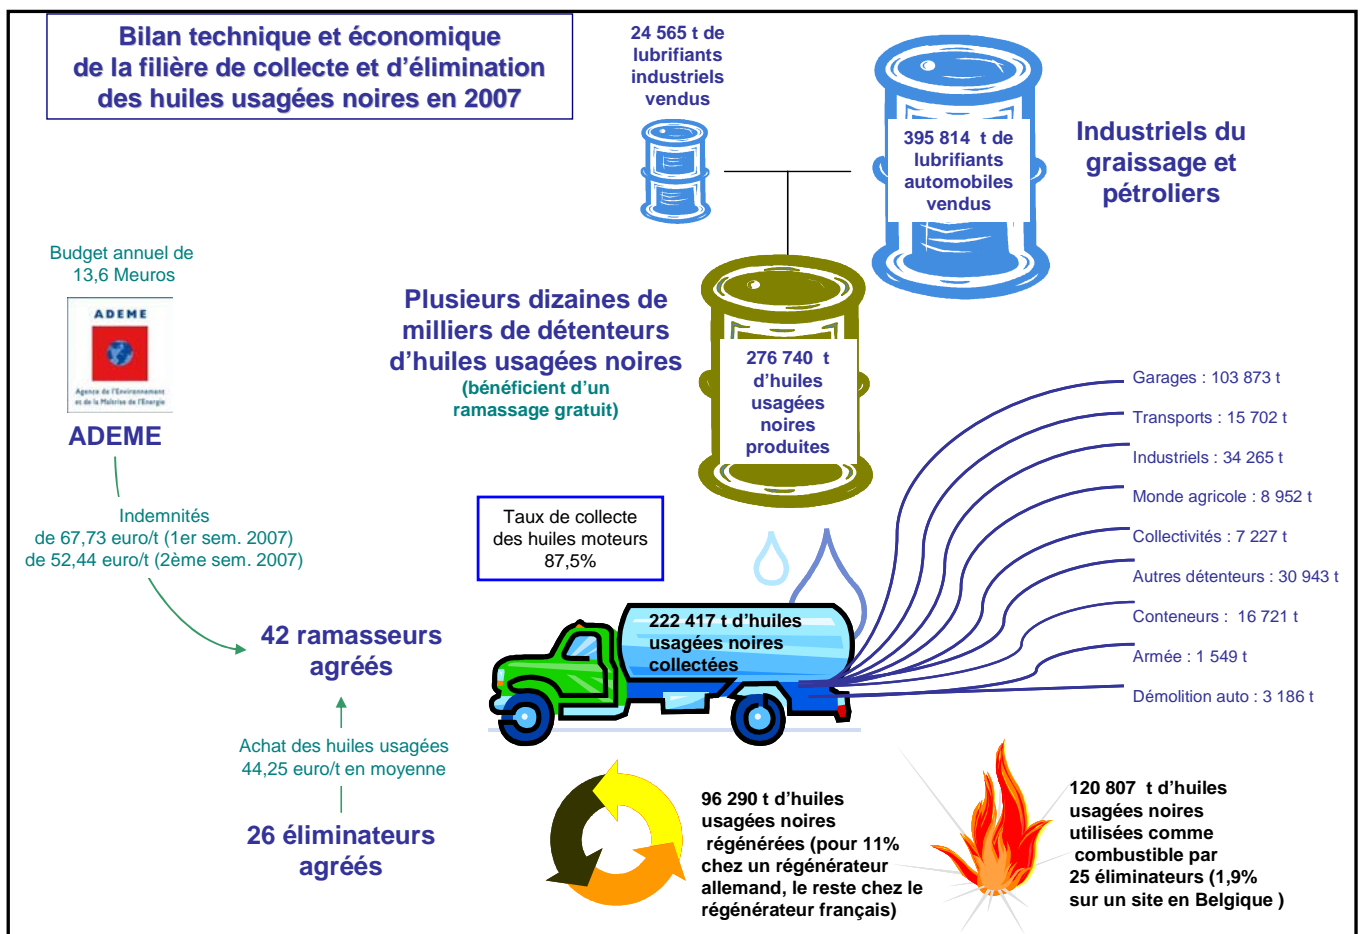 Bilan technique et économique
de la filière de collecte et d'élimination
des huiles usagées noires en 2007
24 565 t de
lubrifiants
industriels
vendus
395 814 t de
lubrifiants
automobiles
vendus
Industriels du
graissage et
pétroliers
Budget annuel de
13,6 Meuros
ADEME
Agence de l'Environnement
et de la Maîtrise de l'Energie
ADEME
Plusieurs dizaines de
milliers de détenteurs
d'huiles usagées noires
(bénéficient d'un
ramassage gratuit)
276 740 t
d'huiles
usagées
noires
produites
Garages : 103 873 t
Transports : 15 702 t
Industriels : 34 265 t
Monde agricole : 8 952 t
Collectivités : 7 227 t
Autres détenteurs : 30 943 t
Conteneurs : 16 721 t
Armée : 1 549 t
Démolition auto : 3 186 t
Indemnités
de 67,73 euro/t (1er sem. 2007)
de 52,44 euro/t (2ème sem. 2007)
Taux de collecte
des huiles moteurs
87,5%
42 ramasseurs
agréés
222 417 t d'huiles
usagées noires
collectées
Achat des huiles usagées
44,25 euro/t en moyenne
26 éliminateurs
agréés
96 290 t d'huiles
usagées noires
régénérées (pour 11%
chez un régénérateur
allemand, le reste chez le
régénérateur français)
120 807 t d'huiles
usagées noires
utilisées comme
combustible par
25 éliminateurs (1,9%
sur un site en Belgique )